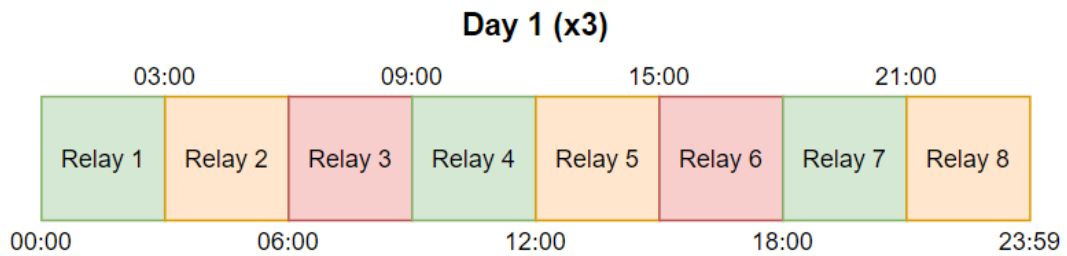 Day 1 (x3)
03:00 09:00 15:00 21:00
Relay 1 Relay 2 Relay 3 Relay 4 Relay 5 Relay 6 Relay 7 Relay 8
00:00 06:00 12:00 18:00 23:59